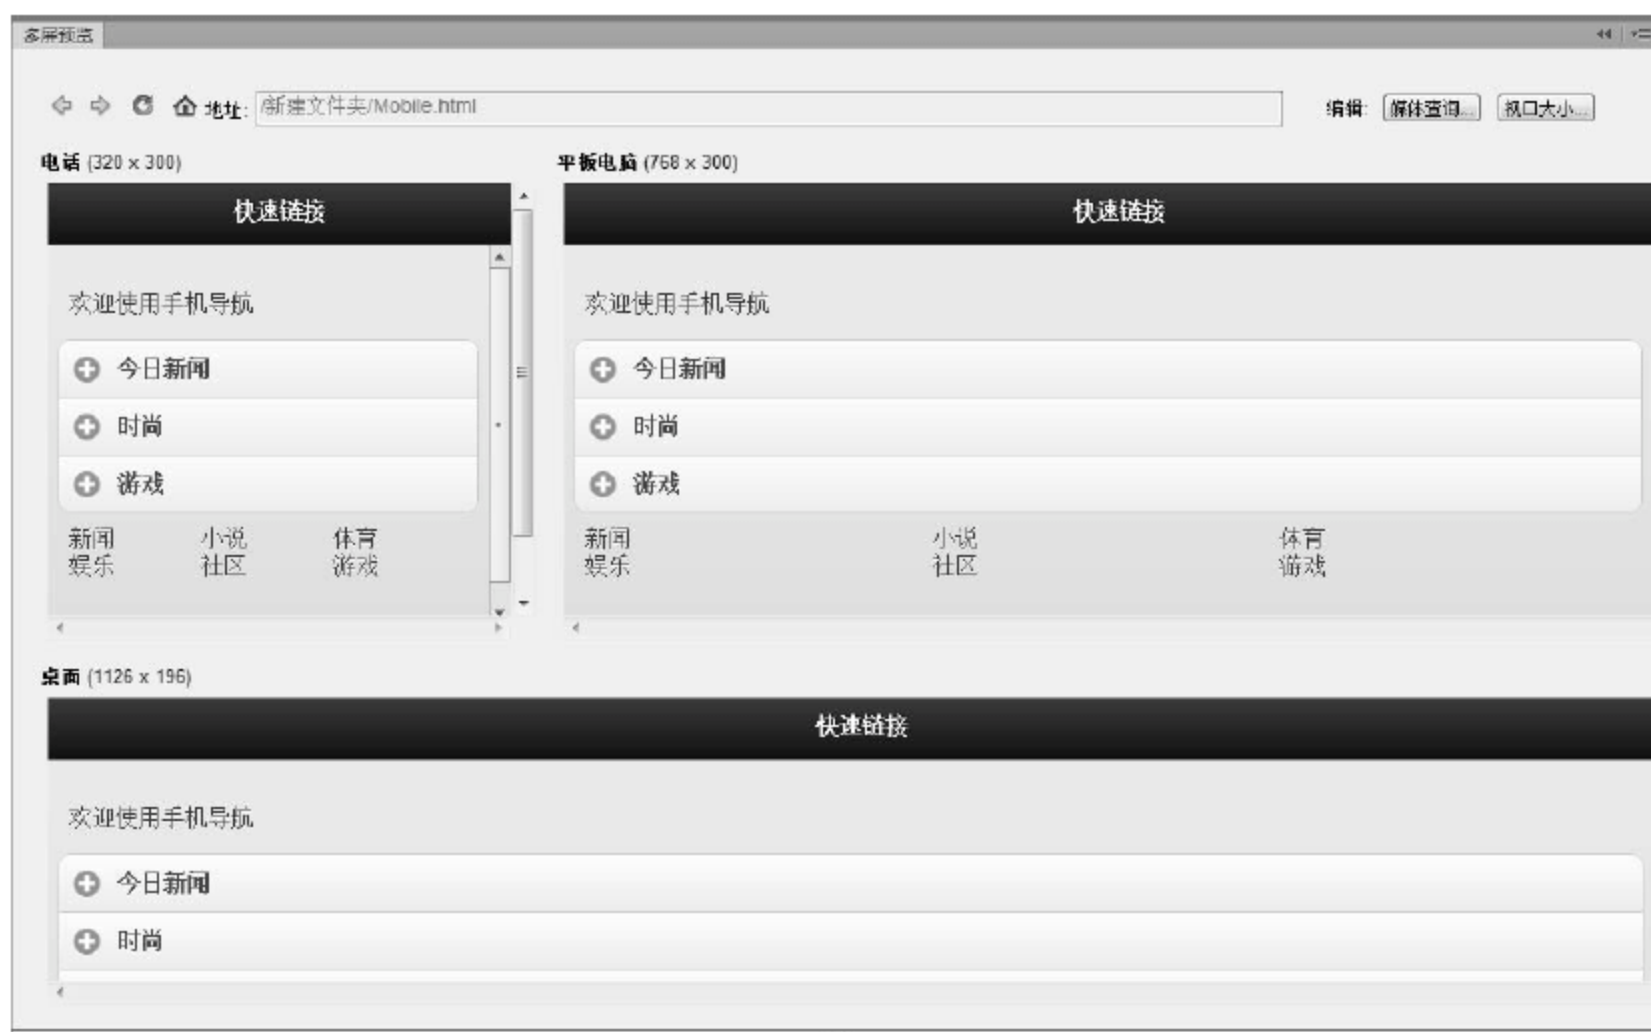 多屏预览
地址: /新建文件夹/Mobile.html 编辑: 媒体查询... 视口大小...
电话 (320 x 300)
快速链接
欢迎使用手机导航
今日新闻
时尚
游戏
新闻 小说 体育
娱乐 社区 游戏
平板电脑 (768 x 300)
快速链接
欢迎使用手机导航
今日新闻
时尚
游戏
新闻 小说 体育
娱乐 社区 游戏
桌面 (1126 x 196)
快速链接
欢迎使用手机导航
今日新闻
时尚